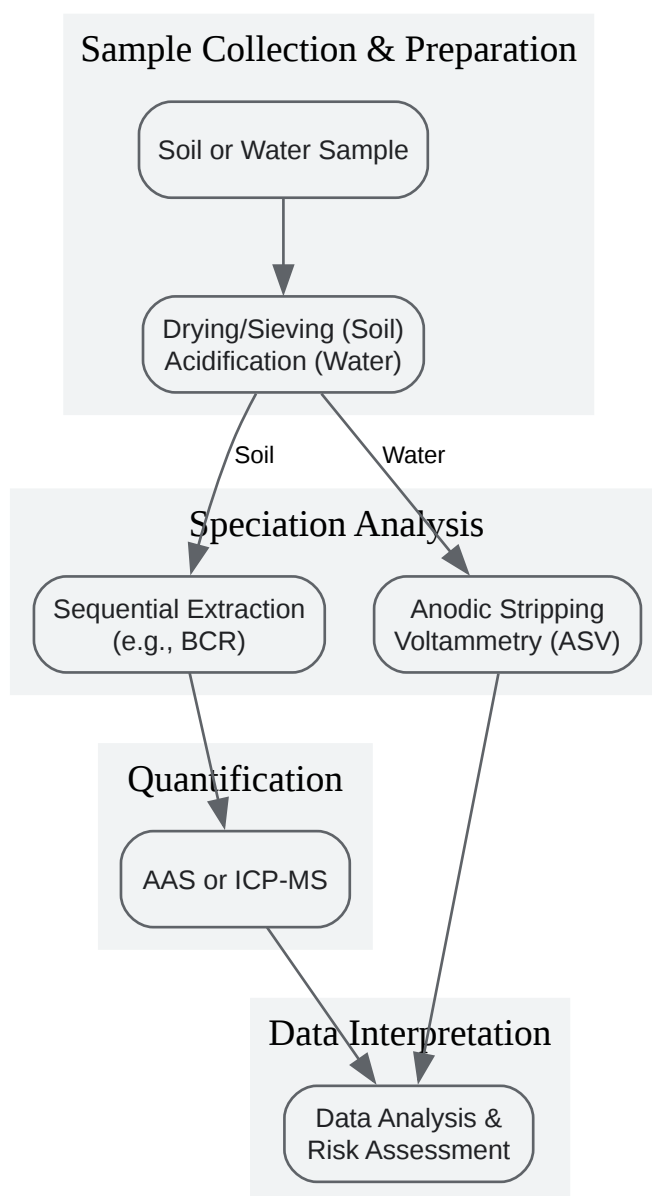 Sample Collection & Preparation
Soil or Water Sample
Drying/Sieving (Soil)
Acidification (Water)
Soil
Water
Speciation Analysis
Sequential Extraction
(e.g., BCR)
Anodic Stripping
Voltammetry (ASV)
Quantification
AAS or ICP-MS
Data Interpretation
Data Analysis &
Risk Assessment